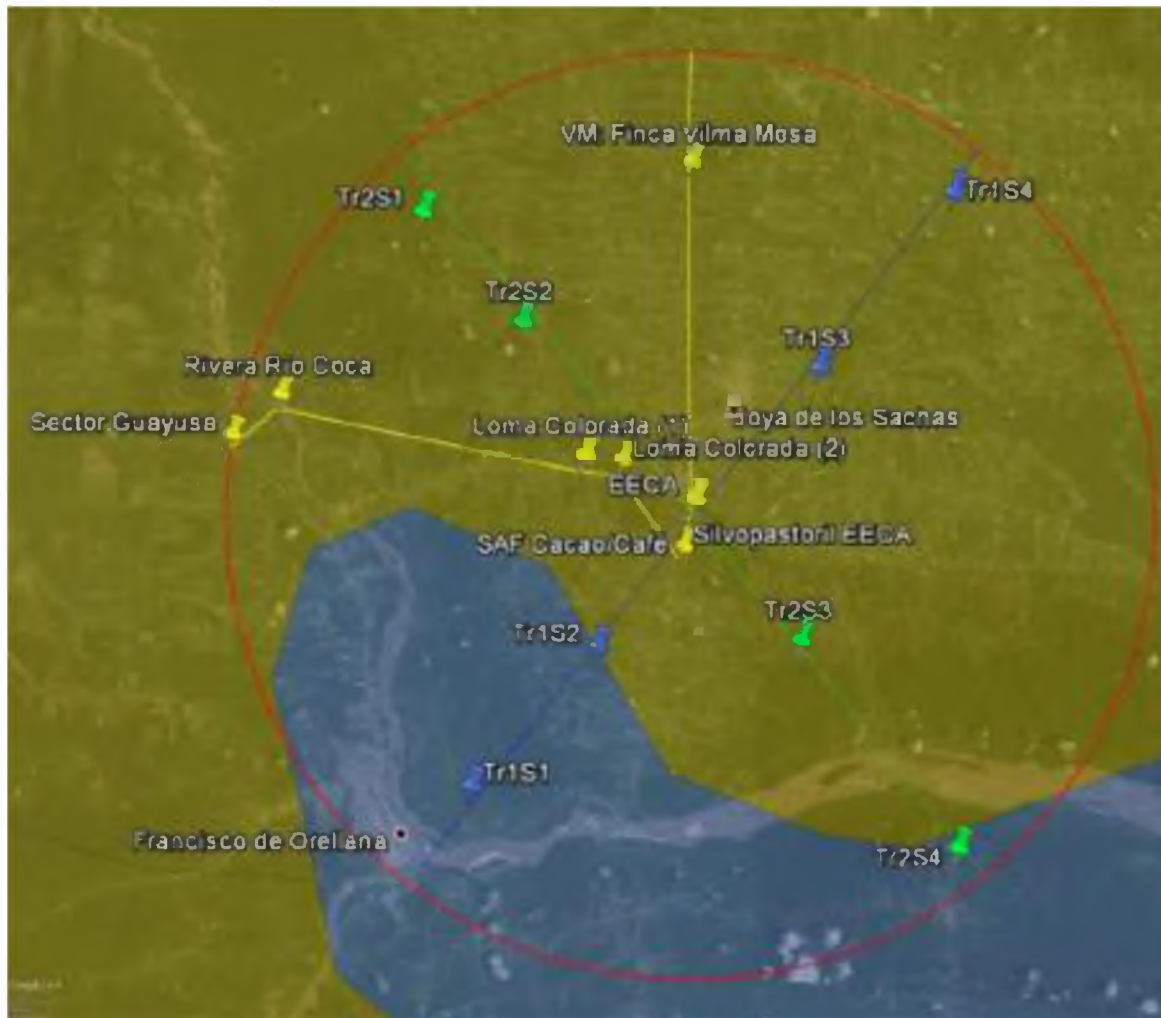 VM. Finca Vilma Mosa
Tr2S1
Tr1S4
Tr2S2
Tr1S3
Rivera Rio Coca
Sector.Guayusa
Joya de los Sachas
Loma Colorada (1)
Loma Colorada (2)
EECA
Silvopastoril EECA
SAF Cacao/Cafe
Tr2S3
Tr1S2
Tr1S1
Francisco de Orellana
Tr2S4